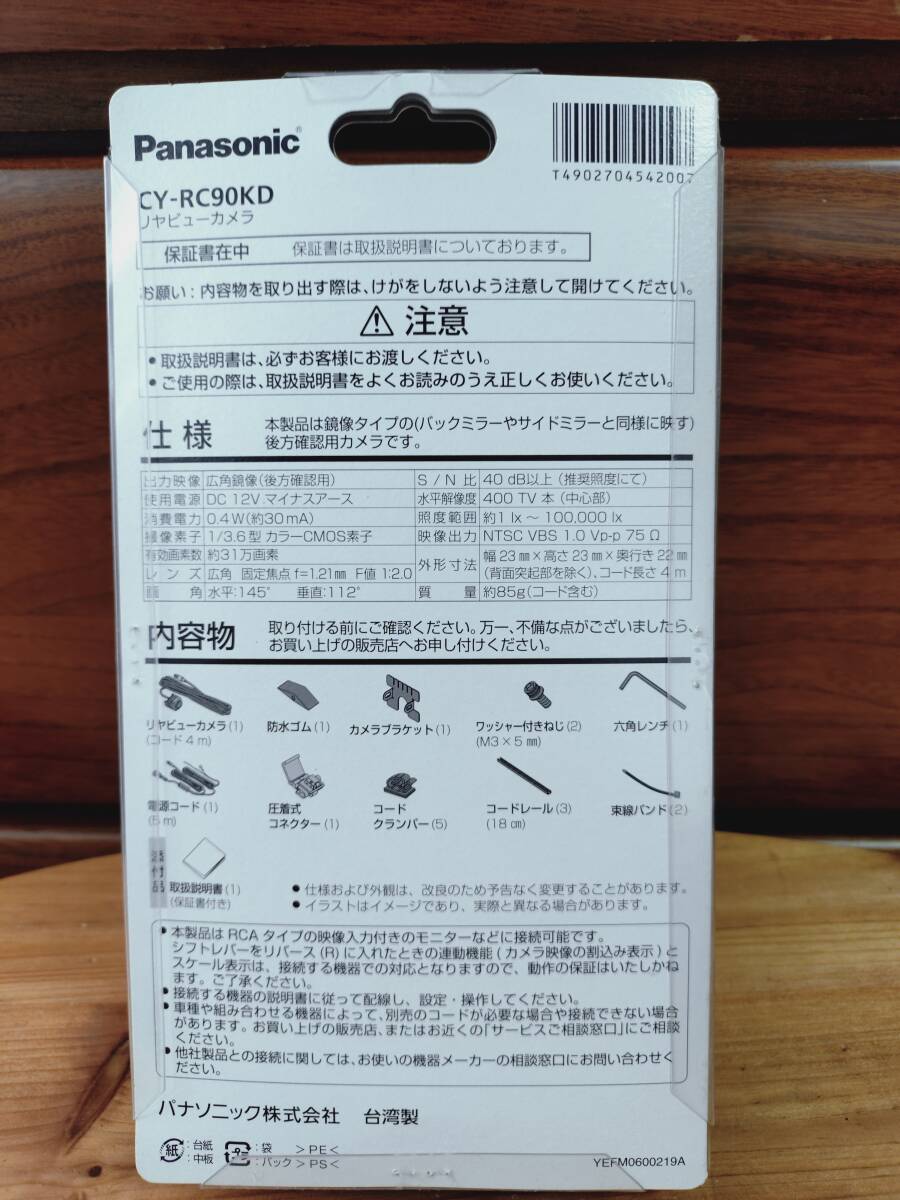 Panasonic®
T4902704542007
CY-RC90KD
リヤビューカメラ
保証書在中 保証書は取扱説明書についております。
お願い:内容物を取り出す際は、けがをしないよう注意して開けてください。
⚠ 注意
• 取扱説明書は、必ずお客様にお渡しください。
• ご使用の際は、取扱説明書をよくお読みのうえ正しくお使いください。
仕様
本製品は鏡像タイプの(バックミラーやサイドミラーと同様に映す)
後方確認用カメラです。
出力映像 広角鏡像(後方確認用) S/N比 40 dB以上(推奨照度にて)
使用電源 DC 12V マイナスアース 水平解像度 400 TV 本(中心部)
消費電力 0.4W(約30mA) 照度範囲 約1 lx ~ 100,000 lx
撮像素子 1/3.6型 カラーCMOS素子 映像出力 NTSC VBS 1.0 Vp-p 75 Ω
有効画素数 約31万画素 外形寸法 幅 23 ㎜×高さ 23 ㎜×奥行き 22 ㎜
レンズ 広角 固定焦点 f=1.21㎜ F値 1:2.0 (背面突起部を除く)、コード長さ 4 m
画角 水平:145° 垂直:112° 質量 約85g(コード含む)
内容物
取り付ける前にご確認ください。万一、不備な点がございましたら、
お買い上げの販売店へお申し付けください。
リヤビューカメラ(1) 防水ゴム(1) カメラブラケット(1) ワッシャー付きねじ(2) 六角レンチ(1)
(コード4 m) (M3×5 ㎜)
電源コード(1) 圧着式 コード コードレール(3) 束線バンド(2)
(5 m) コネクター(1) クランパー(5) (18 ㎝)
添付品
取扱説明書(1)
(保証書付き)
● 仕様および外観は、改良のため予告なく変更することがあります。
● イラストはイメージであり、実際と異なる場合があります。
• 本製品は RCA タイプの映像入力付きのモニターなどに接続可能です。
シフトレバーをリバース(R)に入れたときの連動機能(カメラ映像の割込み表示)と
スケール表示は、接続する機器での対応となりますので、動作の保証はいたしかね
ます。ご了承ください。
• 接続する機器の説明書に従って配線し、設定・操作してください。
• 車種や組み合わせる機器によって、別売のコードが必要な場合や接続できない場合
があります。お買い上げの販売店、またはお近くの「サービスご相談窓口」にご相談
ください。
• 他社製品との接続に関しては、お使いの機器メーカーの相談窓口にお問い合わせく
ださい。
パナソニック株式会社 台湾製
紙 :台紙 プラ :袋 >PE<
:中板 :パック >PS<
YEFM0600219A